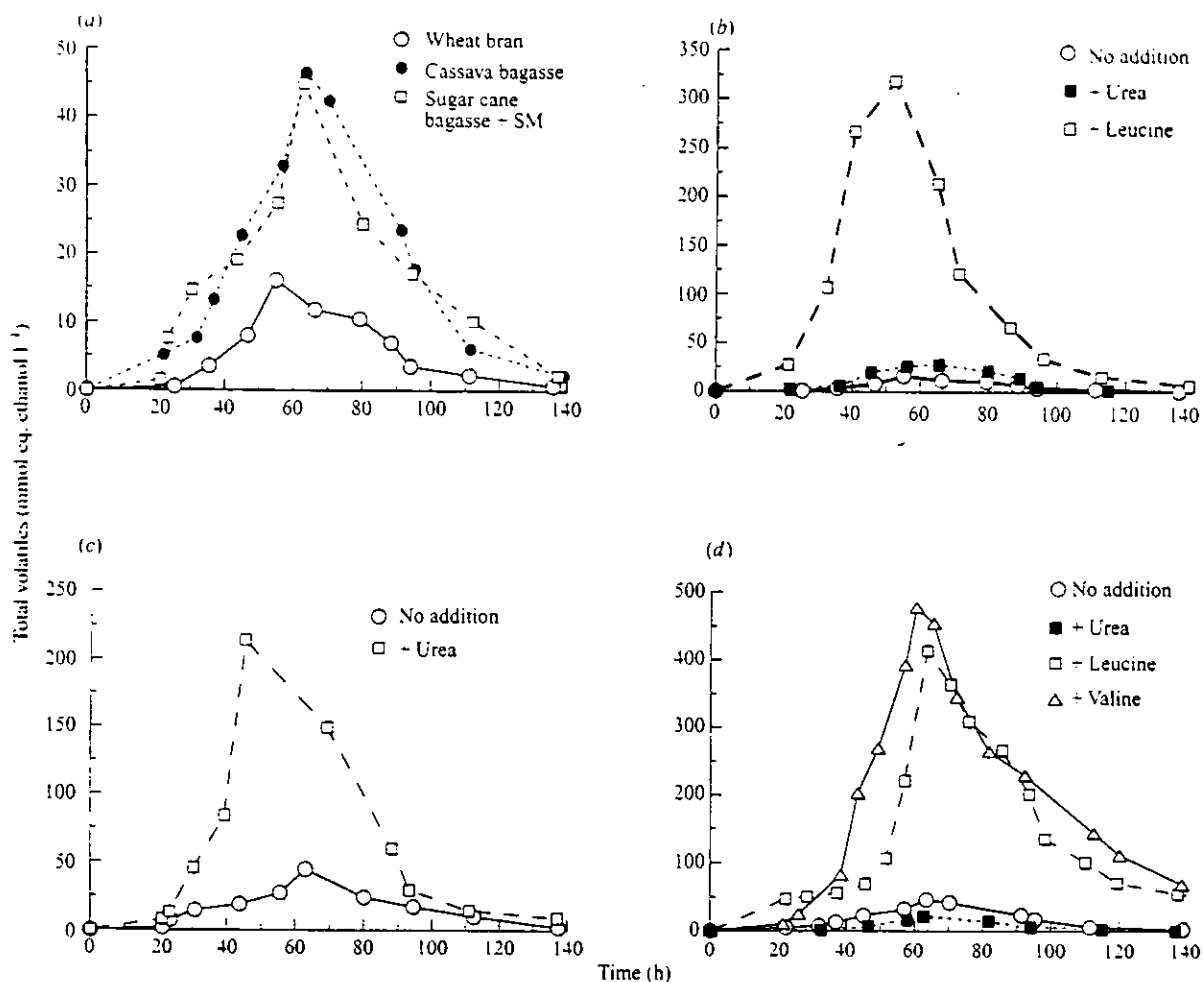 (a)
Wheat bran
Cassava bagasse
Sugar cane
bagasse + SM
50
40
30
20
10
0
0 20 40 60 80 100 120 140
(b)
No addition
+ Urea
+ Leucine
350
300
250
200
150
100
50
25
0
0 20 40 60 80 100 120 140
Total volatiles (mmol eq. ethanol l⁻¹)
(c)
No addition
+ Urea
250
225
200
150
100
50
25
0
0 20 40 60 80 100 120 140
(d)
No addition
+ Urea
+ Leucine
+ Valine
500
400
300
200
100
50
0
0 20 40 60 80 100 120 140
Time (h)